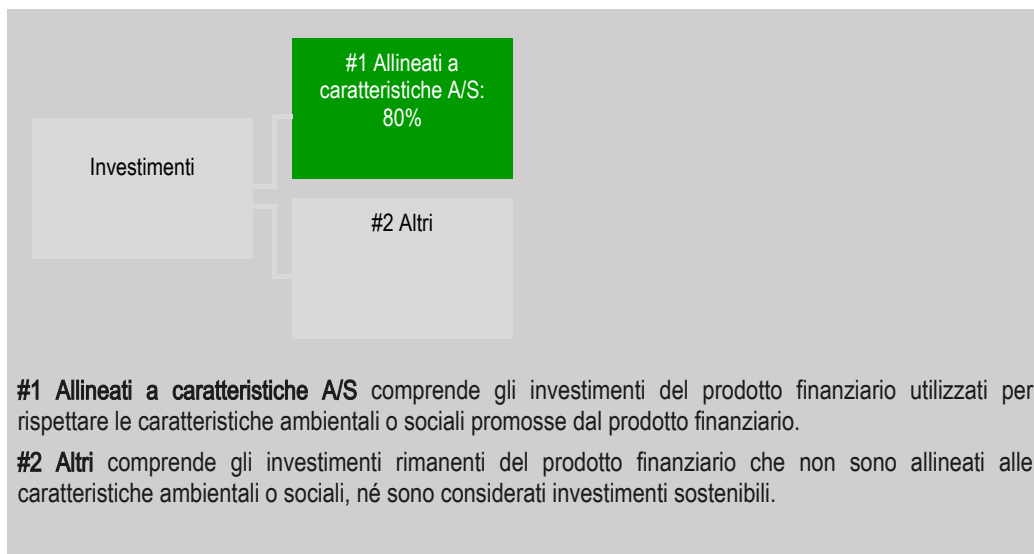 #1 Allineati a
caratteristiche A/S:
80%
Investimenti
#2 Altri
#1 Allineati a caratteristiche A/S comprende gli investimenti del prodotto finanziario utilizzati per
rispettare le caratteristiche ambientali o sociali promosse dal prodotto finanziario.
#2 Altri comprende gli investimenti rimanenti del prodotto finanziario che non sono allineati alle
caratteristiche ambientali o sociali, né sono considerati investimenti sostenibili.